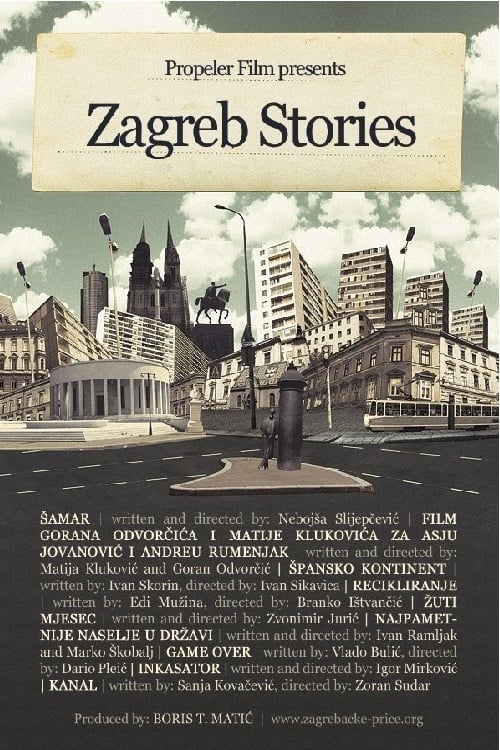 Propeler Film presents
Zagreb Stories
ŠAMAR | written and directed by: Nebojša Slijepčević | FILM
GORANA ODVORČIĆA I MATIJE KLUKOVIĆA ZA ASJU
JOVANOVIĆ I ANDREU RUMENJAK written and directed by:
Matija Kluković and Goran Odvorčić | ŠPANSKO KONTINENT |
written by: Ivan Skorin, directed by: Ivan Sikavica | RECIKLIRANJE
| written by: Edi Mužina, directed by: Branko Ištvančić | ŽUTI
MJESEC | written and directed by: Zvonimir Jurić | NAJPAMET-
NIJE NASELJE U DRŽAVI | written and directed by: Ivan Ramljak
and Marko Škobalj | GAME OVER written by: Vlado Bulić, directed
by: Dario Pleić | INKASATOR | written and directed by: Igor Mirković
| KANAL | written by: Sanja Kovačević, directed by: Zoran Sudar
Produced by: BORIS T. MATIĆ | www.zagrebacke-price.org